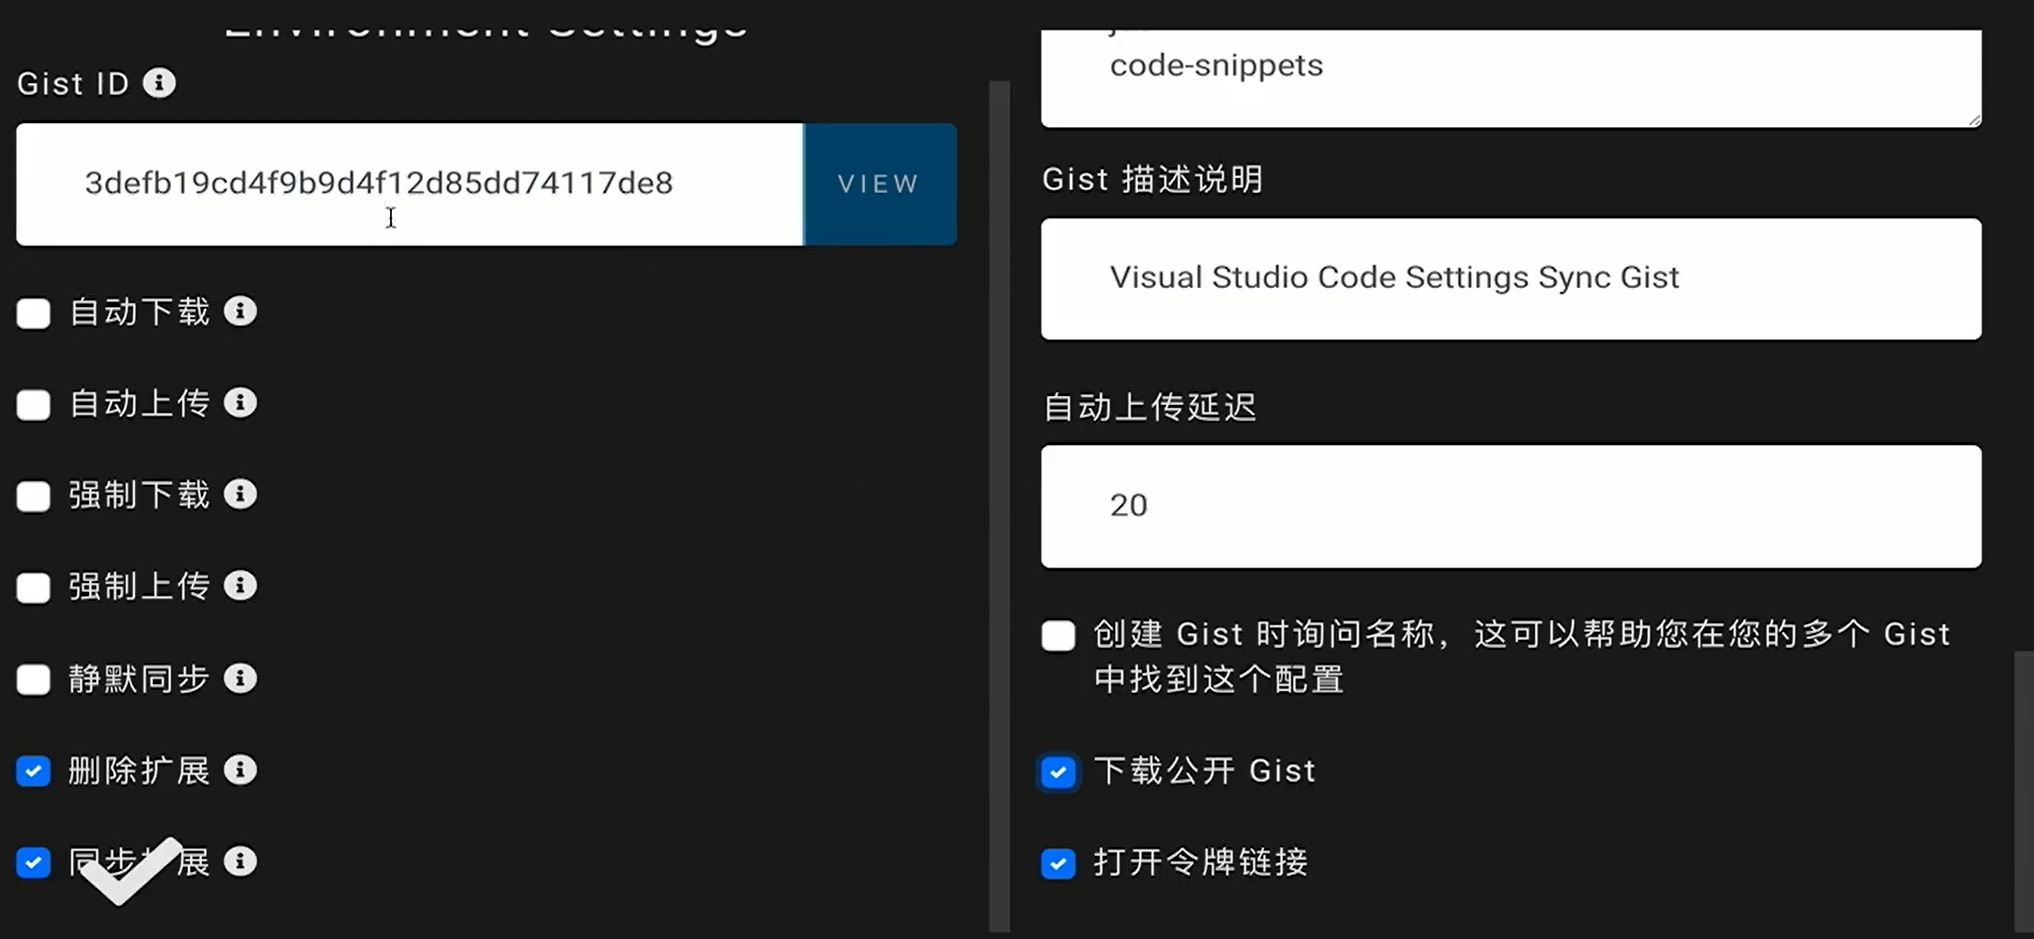 Environment Settings
Gist ID
3defb19cd4f9b9d4f12d85dd74117de8
VIEW
自动下载
自动上传
强制下载
强制上传
静默同步
删除扩展
同步扩展
code-snippets
Gist 描述说明
Visual Studio Code Settings Sync Gist
自动上传延迟
20
创建 Gist 时询问名称，这可以帮助您在您的多个 Gist
中找到这个配置
下载公开 Gist
打开令牌链接